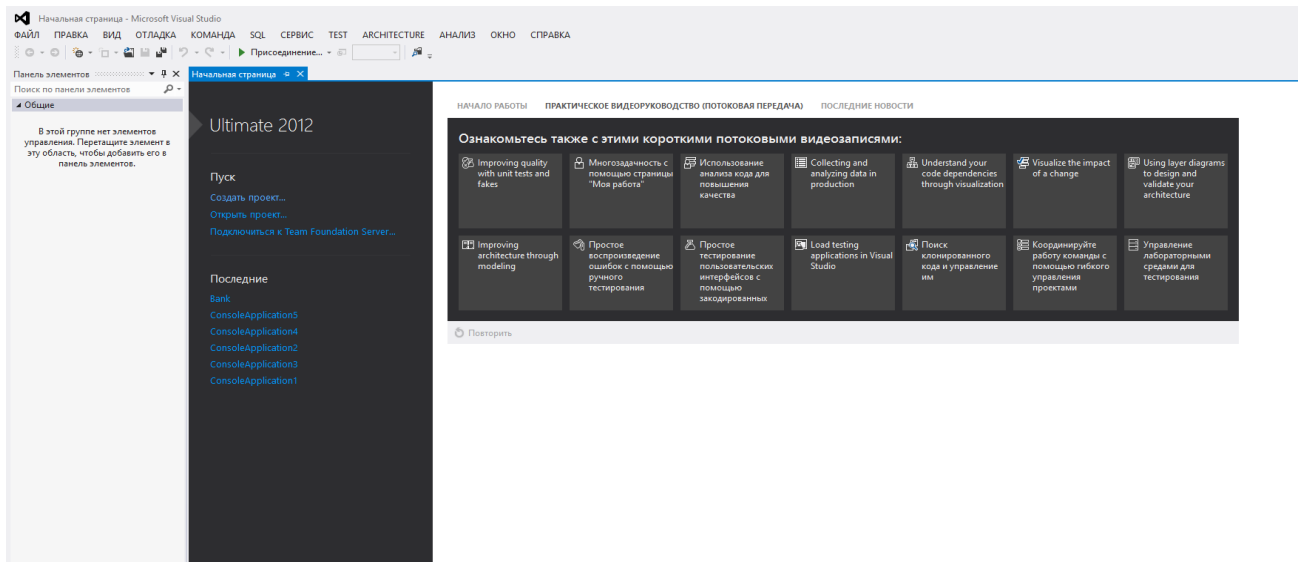 Начальная страница - Microsoft Visual Studio
ФАЙЛ ПРАВКА ВИД ОТЛАДКА КОМАНДА SQL СЕРВИС TEST ARCHITECTURE АНАЛИЗ ОКНО СПРАВКА
Присоединение...
Панель элементов
Начальная страница
Поиск по панели элементов
Общие
В этой группе нет элементов
управления. Перетащите элемент в
эту область, чтобы добавить его в
панель элементов.
Ultimate 2012
Пуск
Создать проект...
Открыть проект...
Подключиться к Team Foundation Server...
Последние
Bank
ConsoleApplication5
ConsoleApplication4
ConsoleApplication2
ConsoleApplication3
ConsoleApplication1
НАЧАЛО РАБОТЫ ПРАКТИЧЕСКОЕ ВИДЕОРУКОВОДСТВО (ПОТОКОВАЯ ПЕРЕДАЧА) ПОСЛЕДНИЕ НОВОСТИ
Ознакомьтесь также с этими короткими потоковыми видеозаписями:
Improving quality
with unit tests and
fakes
Многозадачность с
помощью страницы
"Моя работа"
Использование
анализа кода для
повышения
качества
Collecting and
analyzing data in
production
Understand your
code dependencies
through visualization
Visualize the impact
of a change
Using layer diagrams
to design and
validate your
architecture
Improving
architecture through
modeling
Простое
воспроизведение
ошибок с помощью
ручного
тестирования
Простое
тестирование
пользовательских
интерфейсов с
помощью
закодированных
Load testing
applications in Visual
Studio
Поиск
клонированного
кода и управление
им
Координируйте
работу команды с
помощью гибкого
управления
проектами
Управление
лабораторными
средами для
тестирования
Повторить